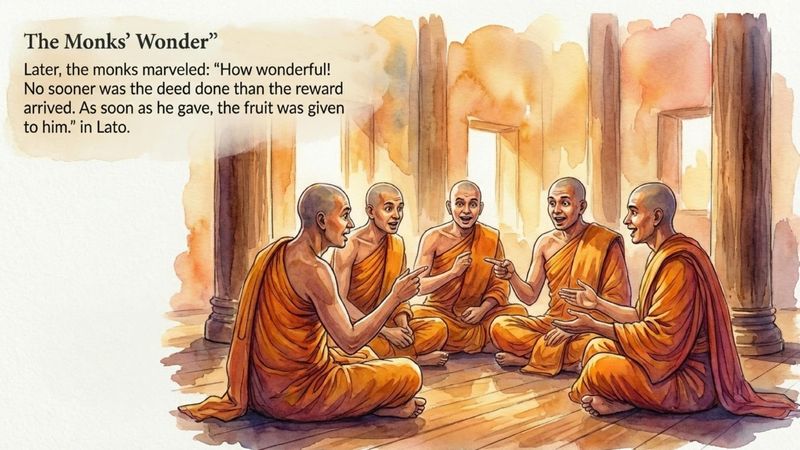 The Monks’ Wonder”
Later, the monks marveled: “How wonderful!
No sooner was the deed done than the reward
arrived. As soon as he gave, the fruit was given
to him.” in Lato.